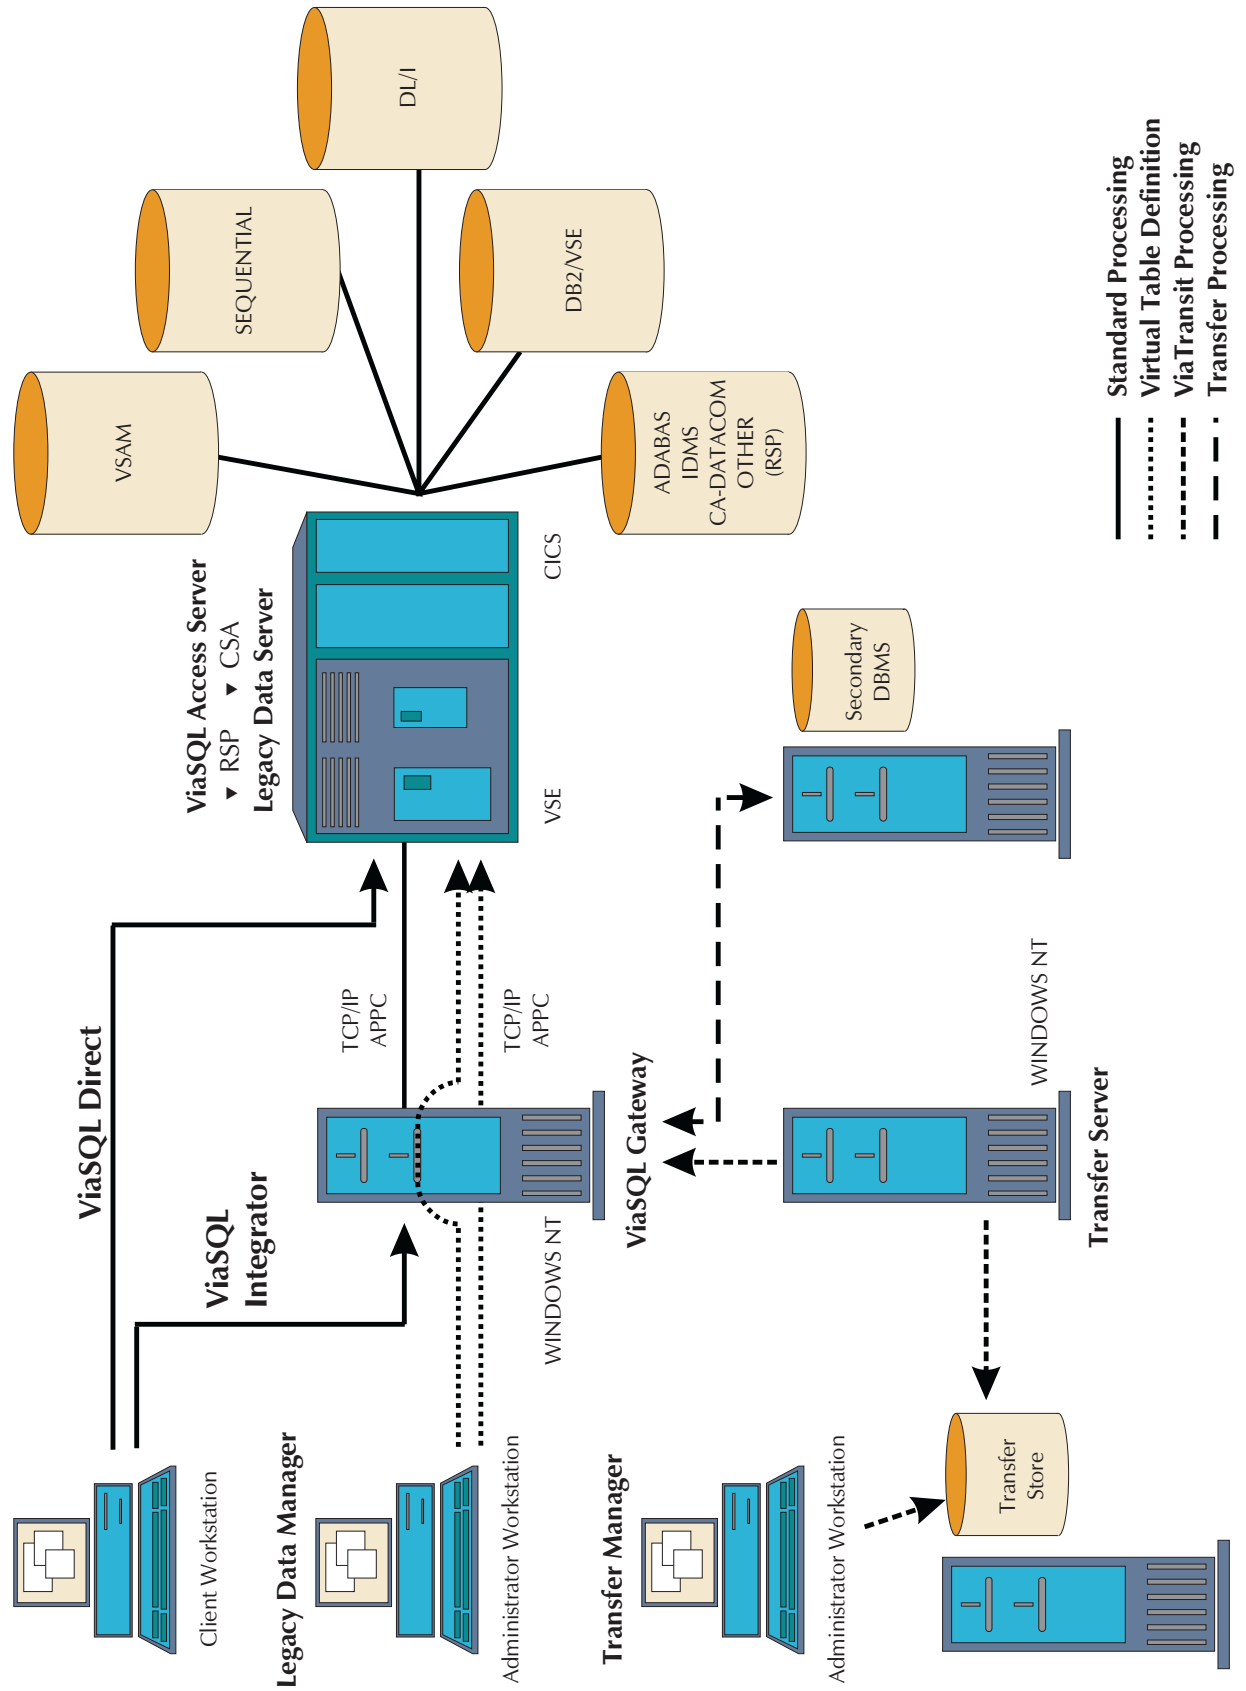 Client Workstation
ViaSQL Direct
ViaSQL
Integrator
Legacy Data Manager
Administrator Workstation
WINDOWS NT
TCP/IP
APPC
TCP/IP
APPC
ViaSQL Gateway
ViaSQL Access Server
▼ RSP ▼ CSA
Legacy Data Server
VSE
CICS
VSAM
SEQUENTIAL
DL/I
DB2/VSE
ADABAS
IDMS
CA-DATACOM
OTHER
(RSP)
Transfer Manager
Administrator Workstation
Transfer
Store
WINDOWS NT
Transfer Server
Secondary
DBMS
Standard Processing
Virtual Table Definition
ViaTransit Processing
Transfer Processing